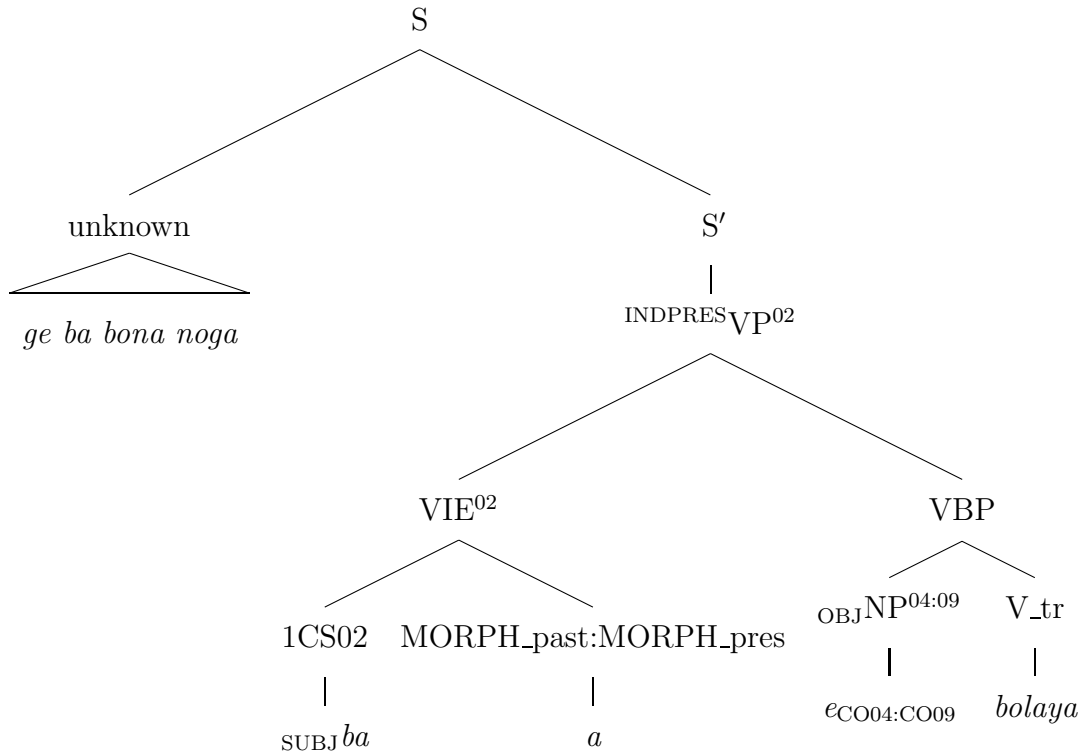 S
unknown S′
ge ba bona noga
INDPRESVP02
VIE02 VBP
OBJNP04:09 V_tr
1CS02 MORPH_past:MORPH_pres
eCO04:CO09 bolaya
SUBJba a